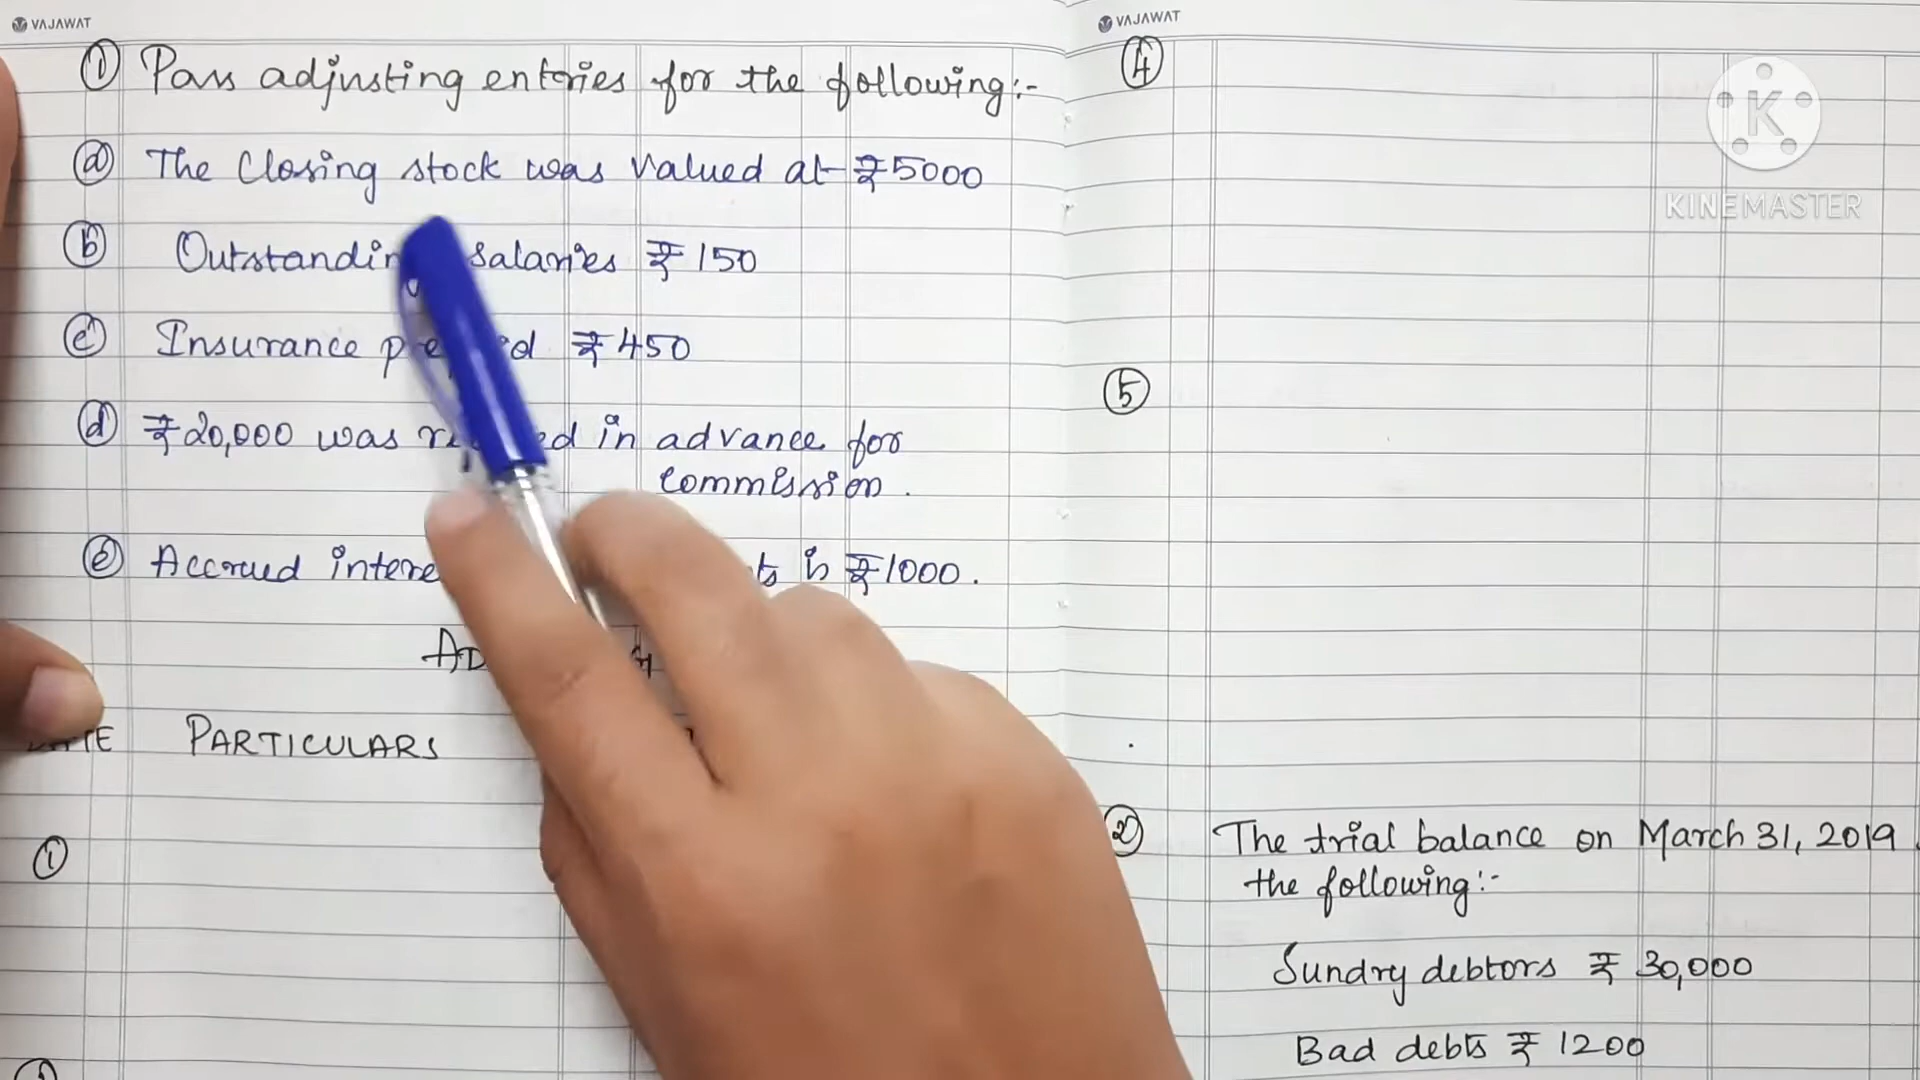 VAJAWAT
① Pass adjusting entries for the following:-
ⓐ The Closing stock was valued at ₹5000
ⓑ Outstanding salaries ₹ 150
ⓒ Insurance ₹ 450
ⓓ ₹20,000 was in advance for
commission.
ⓔ Accrued is ₹1000.
PARTICULARS
①
VAJAWAT
④
KINEMASTER
⑤
② The trial balance on March 31, 2019
the following:-
Sundry debtors ₹ 30,000
Bad debts ₹ 1200